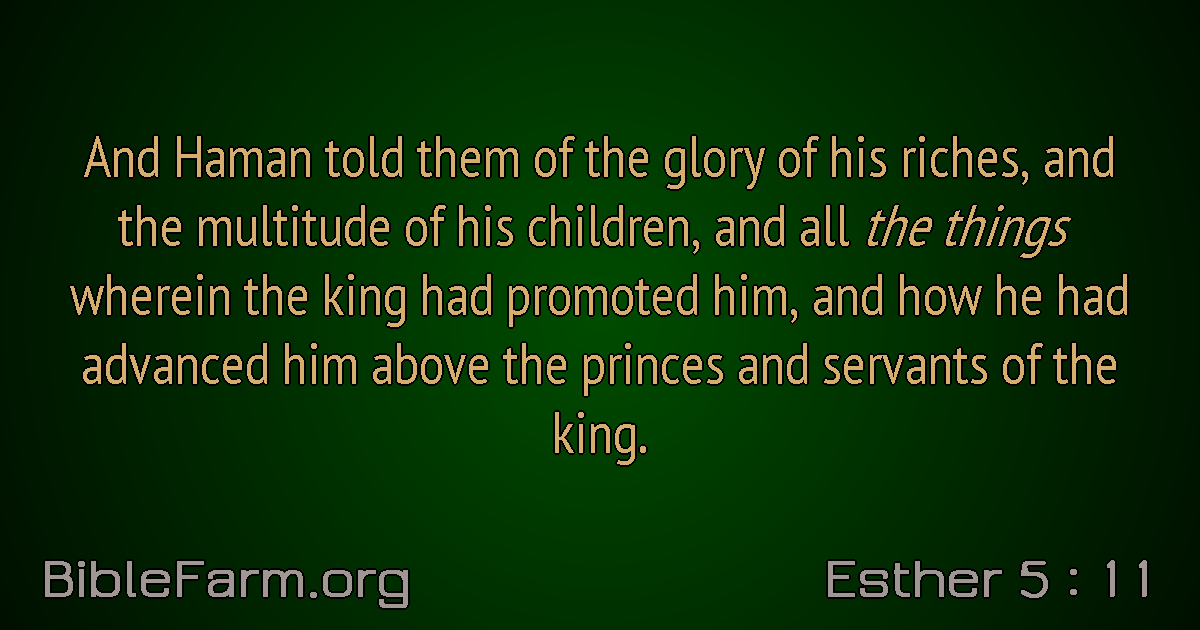 And Haman told them of the glory of his riches, and
the multitude of his children, and all the things
wherein the king had promoted him, and how he had
advanced him above the princes and servants of the
king.
BibleFarm.org
Esther 5 : 11